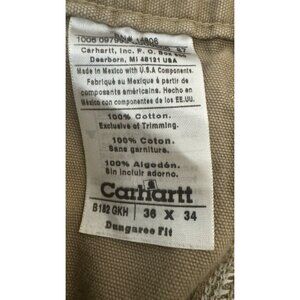 Carhartt, Inc. P. O. Box
Dearborn, MI 48121 USA
Made in Mexico with U.S.A Components.
Fabriqué au Mexique à partir de
composants américains. Hecho en
México con componentes de los EE.UU.
100% Cotton.
Exclusive of Trimming.
100% Coton.
Sans garniture.
100% Algodón.
Sin incluir adorno.
Carhartt
B182 GKH 36 X 34
Dungaree Fit